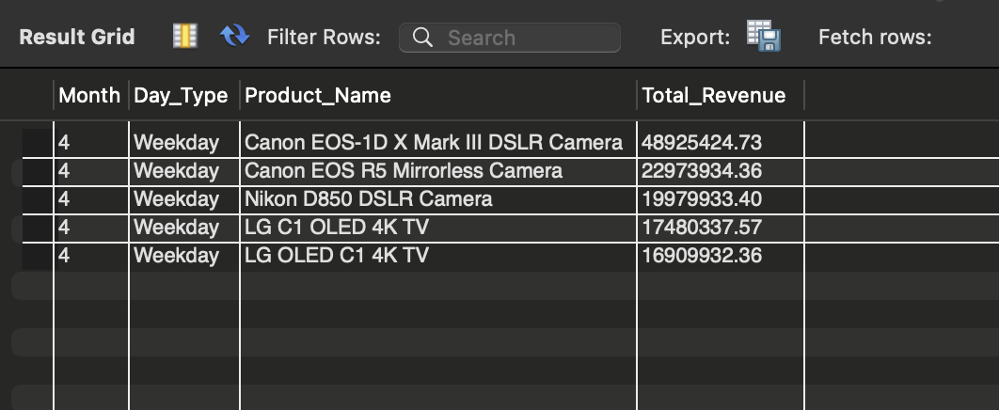 Result Grid Filter Rows: Search Export: Fetch rows:
Month Day_Type Product_Name Total_Revenue
4 Weekday Canon EOS-1D X Mark III DSLR Camera 48925424.73
4 Weekday Canon EOS R5 Mirrorless Camera 22973934.36
4 Weekday Nikon D850 DSLR Camera 19979933.40
4 Weekday LG C1 OLED 4K TV 17480337.57
4 Weekday LG OLED C1 4K TV 16909932.36